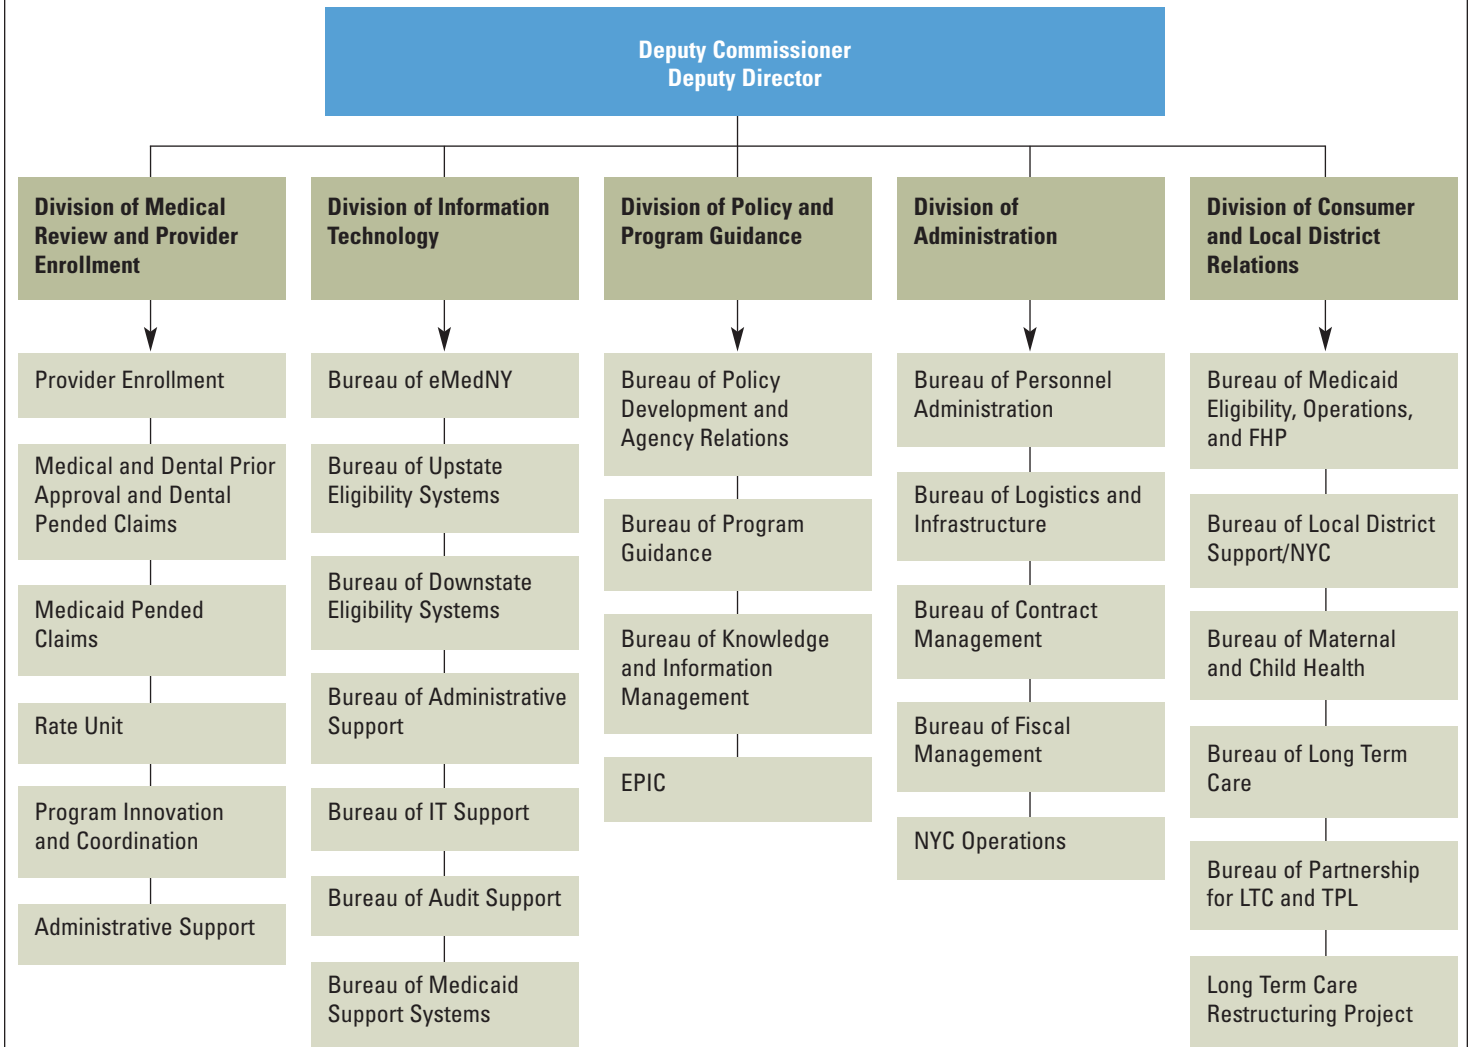 Deputy Commissioner
Deputy Director
Division of Medical
Review and Provider
Enrollment
Provider Enrollment
Medical and Dental Prior
Approval and Dental
Pended Claims
Medicaid Pended
Claims
Rate Unit
Program Innovation
and Coordination
Administrative Support
Division of Information
Technology
Bureau of eMedNY
Bureau of Upstate
Eligibility Systems
Bureau of Downstate
Eligibility Systems
Bureau of Administrative
Support
Bureau of IT Support
Bureau of Audit Support
Bureau of Medicaid
Support Systems
Division of Policy and
Program Guidance
Bureau of Policy
Development and
Agency Relations
Bureau of Program
Guidance
Bureau of Knowledge
and Information
Management
EPIC
Division of
Administration
Bureau of Personnel
Administration
Bureau of Logistics and
Infrastructure
Bureau of Contract
Management
Bureau of Fiscal
Management
NYC Operations
Division of Consumer
and Local District
Relations
Bureau of Medicaid
Eligibility, Operations,
and FHP
Bureau of Local District
Support/NYC
Bureau of Maternal
and Child Health
Bureau of Long Term
Care
Bureau of Partnership
for LTC and TPL
Long Term Care
Restructuring Project